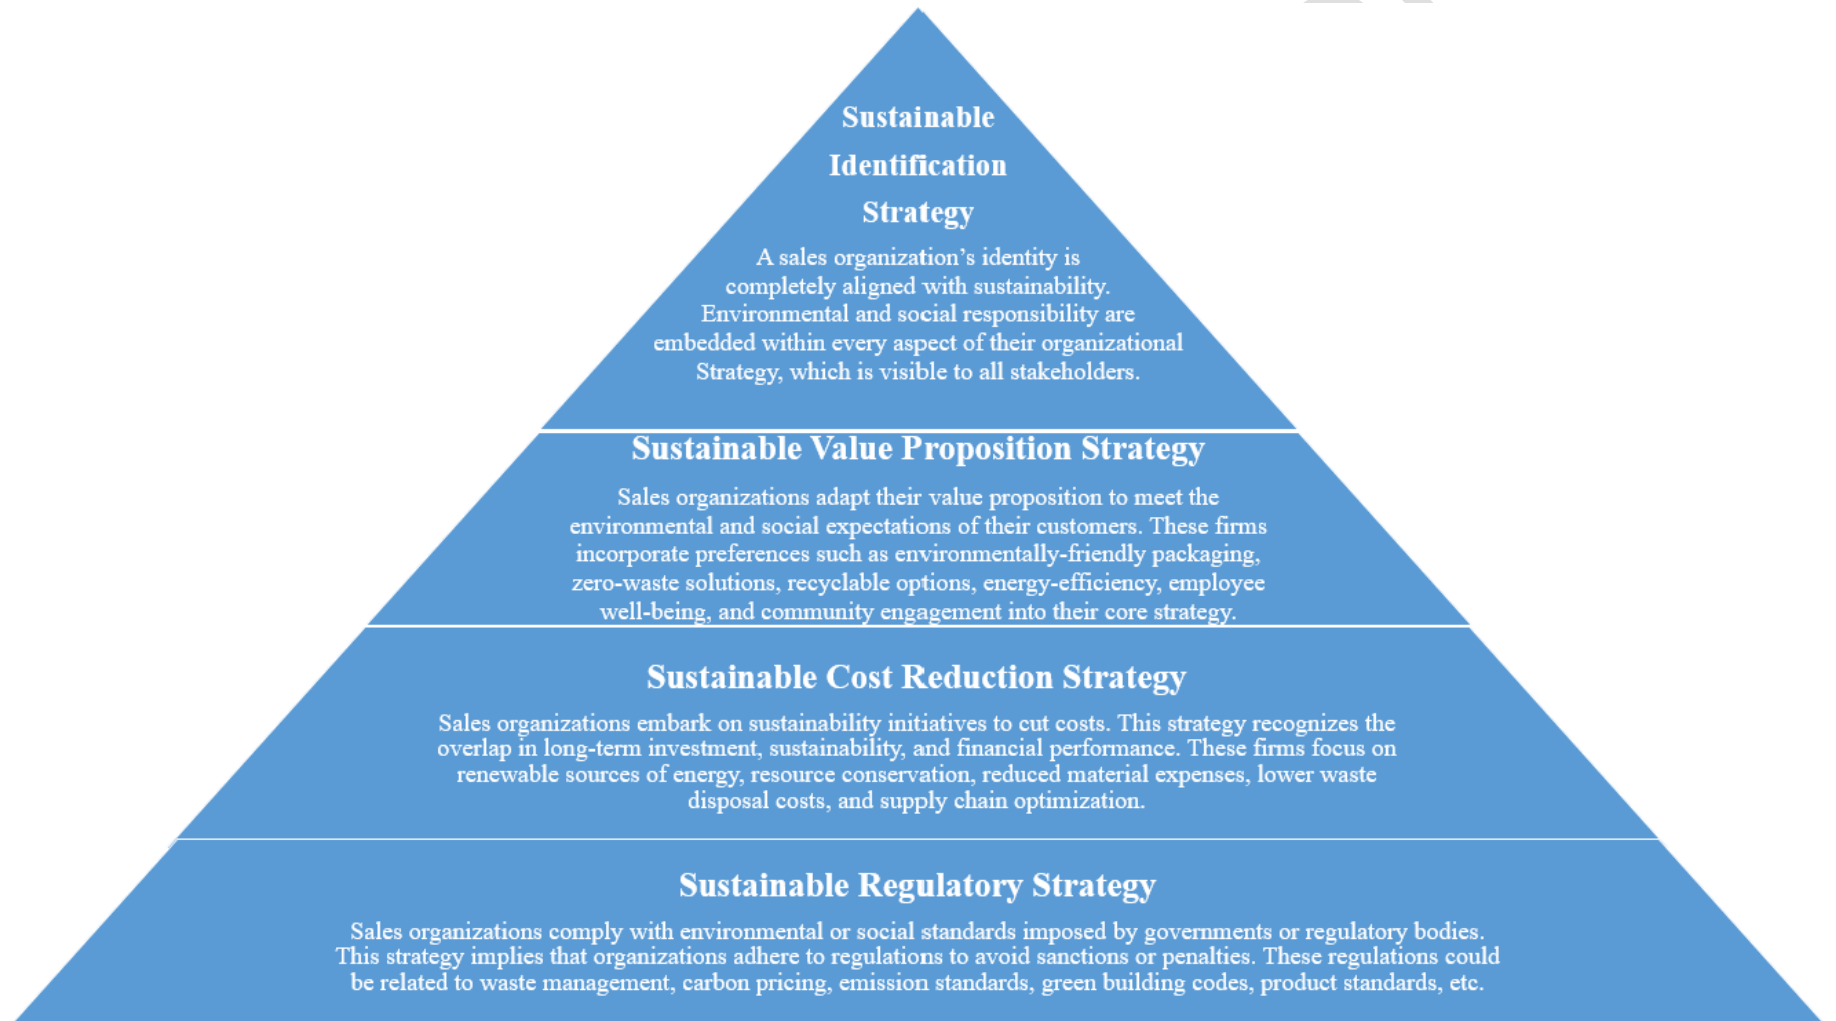 Sustainable
Identification
Strategy
A sales organization’s identity is
completely aligned with sustainability.
Environmental and social responsibility are
embedded within every aspect of their organizational
Strategy, which is visible to all stakeholders.
Sustainable Value Proposition Strategy
Sales organizations adapt their value proposition to meet the
environmental and social expectations of their customers. These firms
incorporate preferences such as environmentally-friendly packaging,
zero-waste solutions, recyclable options, energy-efficiency, employee
well-being, and community engagement into their core strategy.
Sustainable Cost Reduction Strategy
Sales organizations embark on sustainability initiatives to cut costs. This strategy recognizes the
overlap in long-term investment, sustainability, and financial performance. These firms focus on
renewable sources of energy, resource conservation, reduced material expenses, lower waste
disposal costs, and supply chain optimization.
Sustainable Regulatory Strategy
Sales organizations comply with environmental or social standards imposed by governments or regulatory bodies.
This strategy implies that organizations adhere to regulations to avoid sanctions or penalties. These regulations could
be related to waste management, carbon pricing, emission standards, green building codes, product standards, etc.